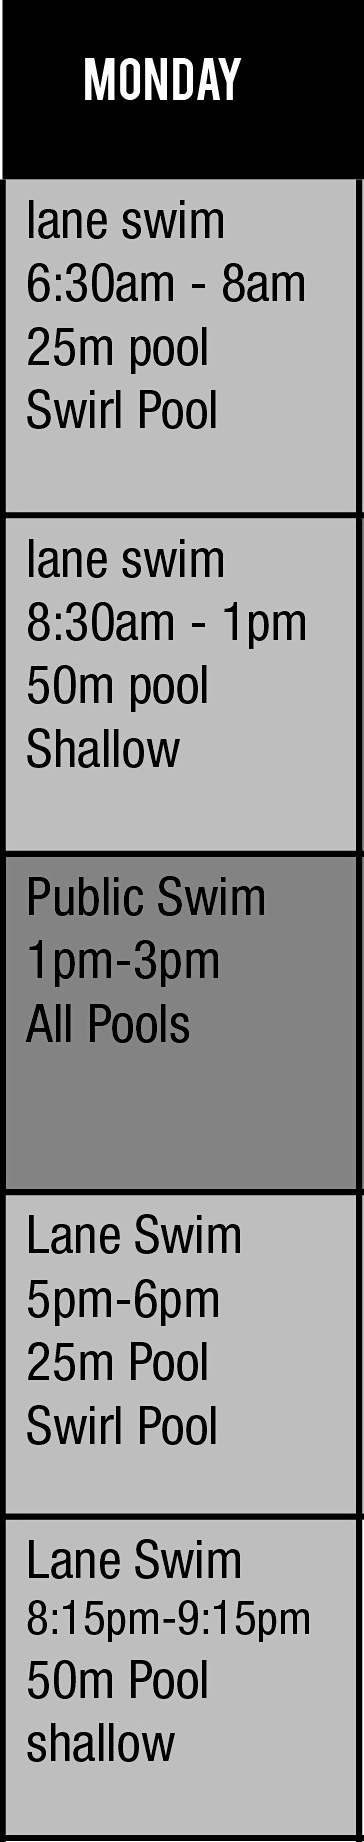 MONDAY
lane swim
6:30am - 8am
25m pool
Swirl Pool
lane swim
8:30am - 1pm
50m pool
Shallow
Public Swim
1pm-3pm
All Pools
Lane Swim
5pm-6pm
25m Pool
Swirl Pool
Lane Swim
8:15pm-9:15pm
50m Pool
shallow